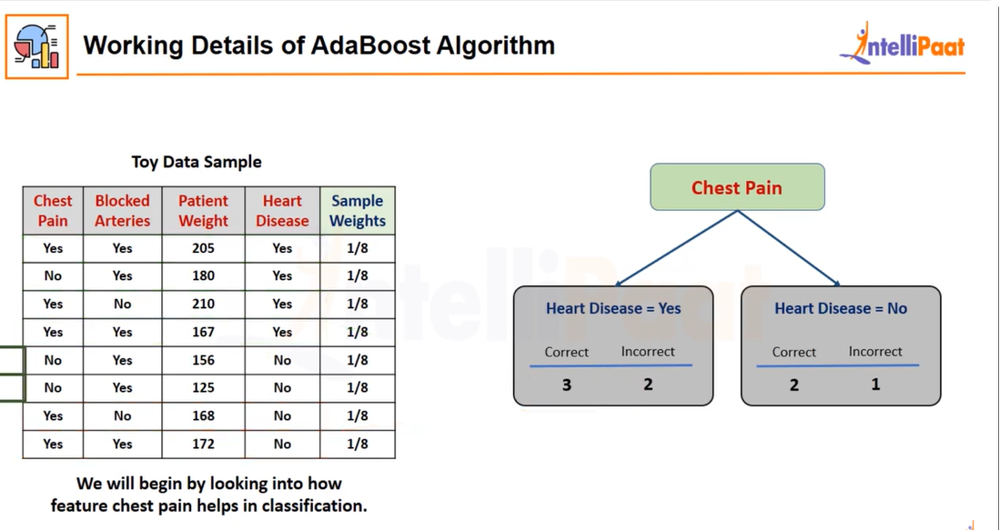 Working Details of AdaBoost Algorithm
IntelliPaat
Toy Data Sample
Chest Pain Blocked Arteries Patient Weight Heart Disease Sample Weights
Yes Yes 205 Yes 1/8
No Yes 180 Yes 1/8
Yes No 210 Yes 1/8
Yes Yes 167 Yes 1/8
No Yes 156 No 1/8
No Yes 125 No 1/8
Yes No 168 No 1/8
Yes Yes 172 No 1/8
We will begin by looking into how
feature chest pain helps in classification.
Chest Pain
Heart Disease = Yes
Correct Incorrect
3 2
Heart Disease = No
Correct Incorrect
2 1
IntelliPaat